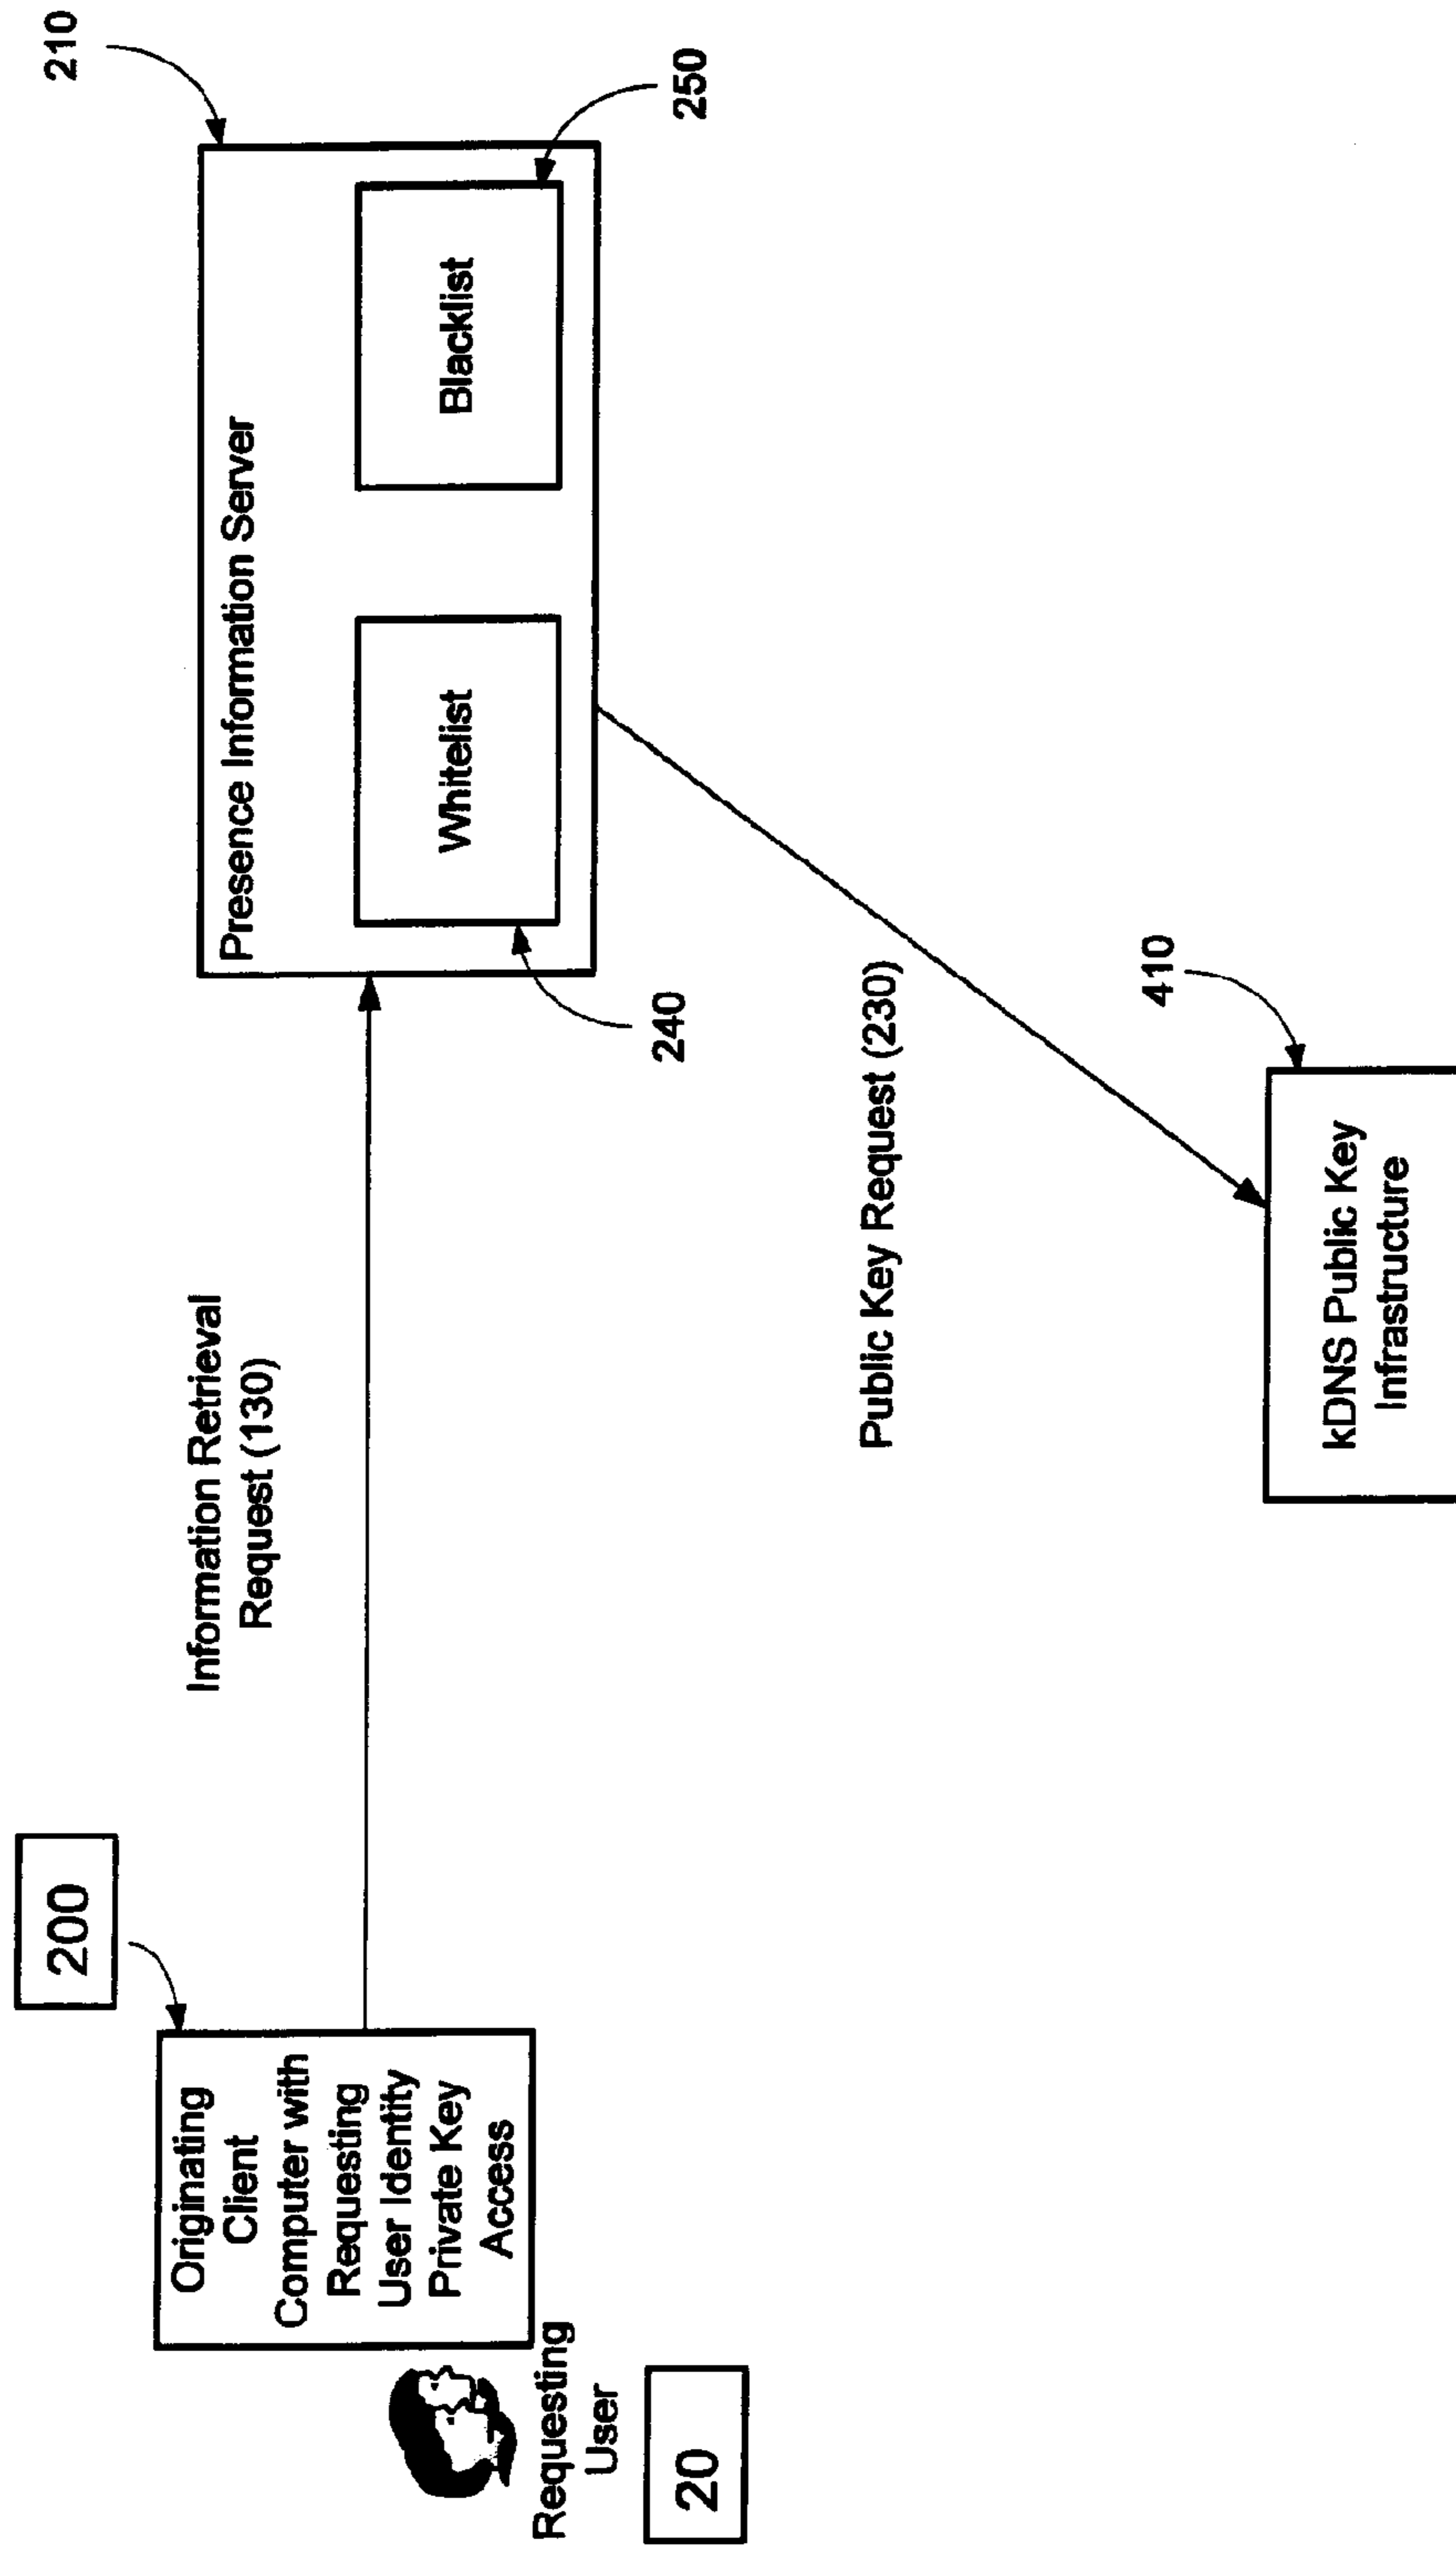 200
210
Originating
Client
Computer with
Requesting
User Identity
Private Key
Access
Requesting
User
20
Information Retrieval
Request (130)
Presence Information Server
Whitelist
Blacklist
240
250
Public Key Request (230)
410
kDNS Public Key
Infrastructure